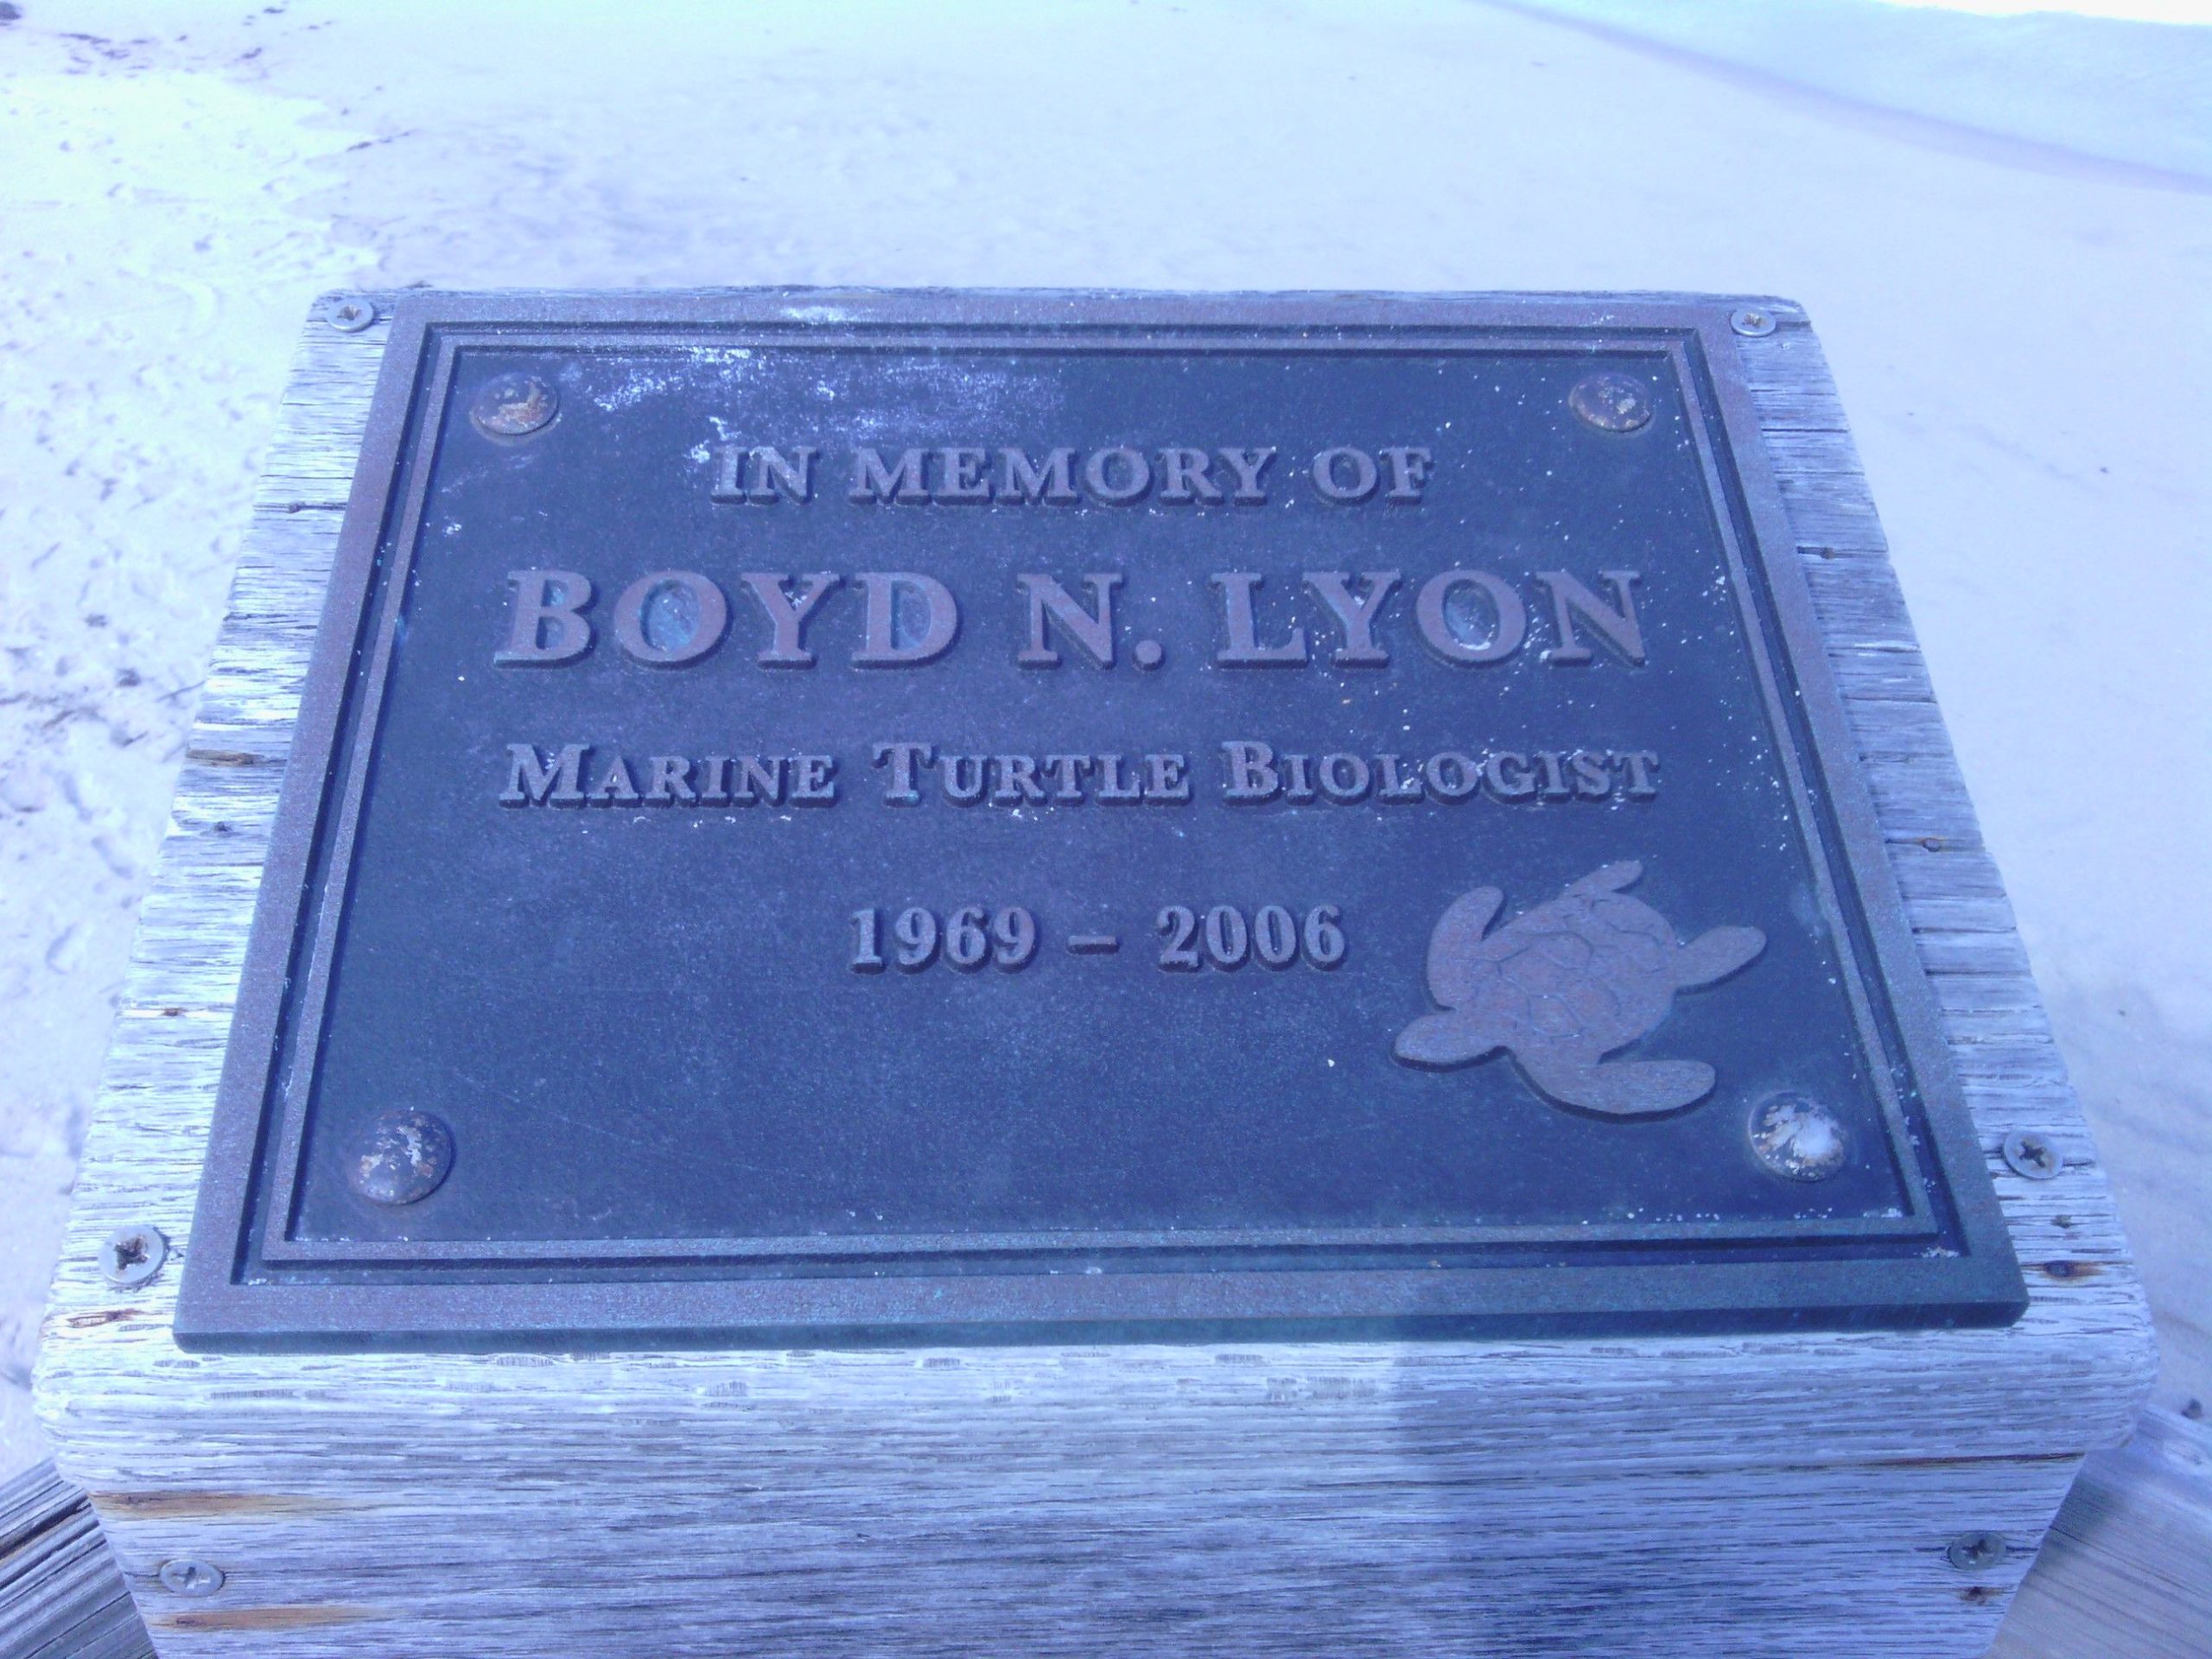 IN MEMORY OF
BOYD N. LYON
MARINE TURTLE BIOLOGIST
1969 – 2006